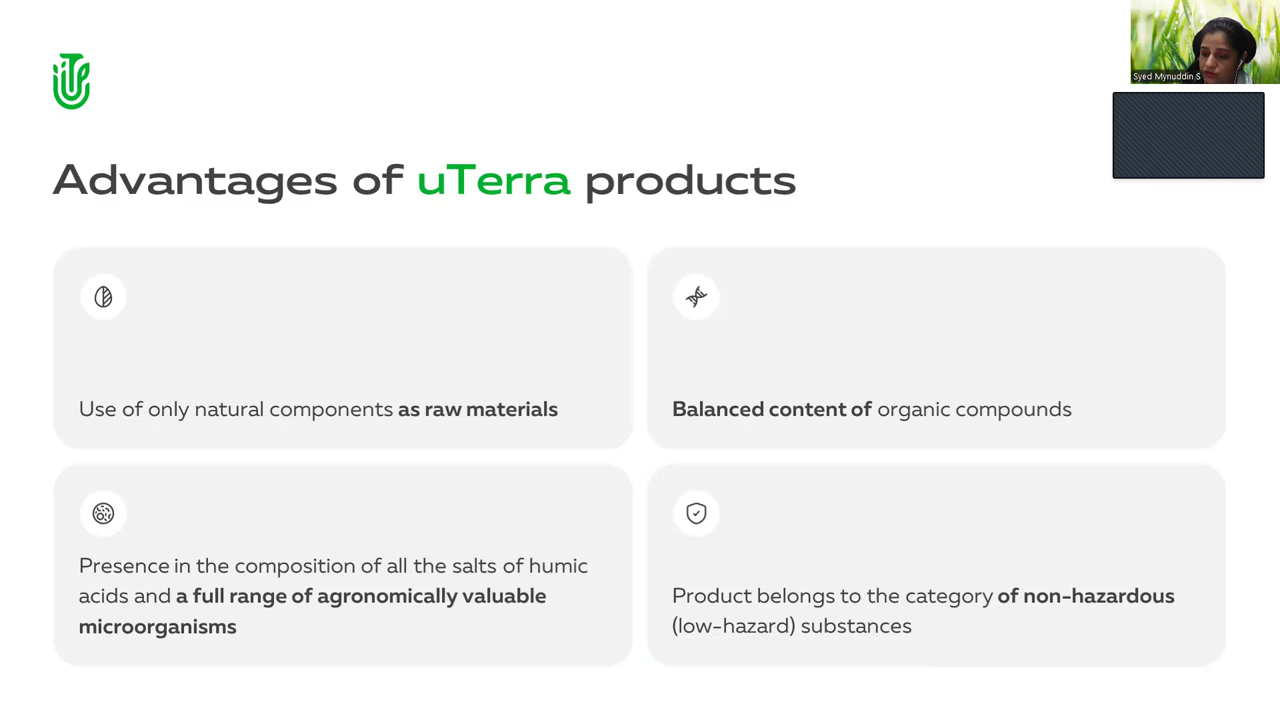 Syed Mynuddin S
Advantages of uTerra products
Use of only natural components as raw materials
Balanced content of organic compounds
Presence in the composition of all the salts of humic
acids and a full range of agronomically valuable
microorganisms
Product belongs to the category of non-hazardous
(low-hazard) substances